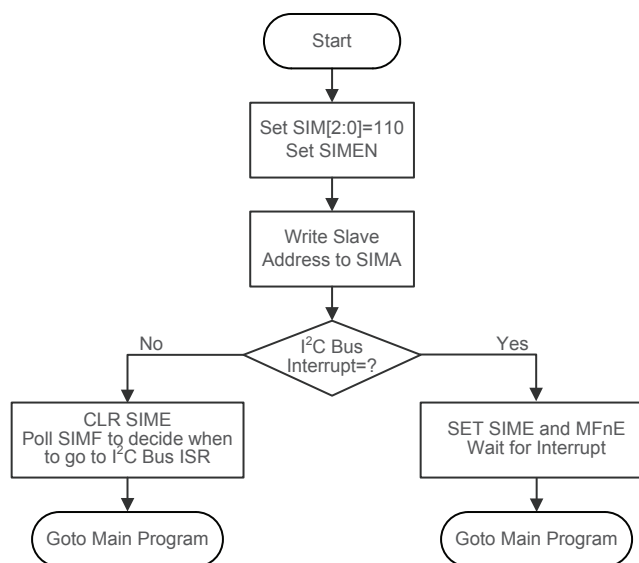 Start
Set SIM[2:0]=110
Set SIMEN
Write Slave
Address to SIMA
I²C Bus
Interrupt=?
No
Yes
CLR SIME
Poll SIMF to decide when
to go to I²C Bus ISR
SET SIME and MFnE
Wait for Interrupt
Goto Main Program
Goto Main Program